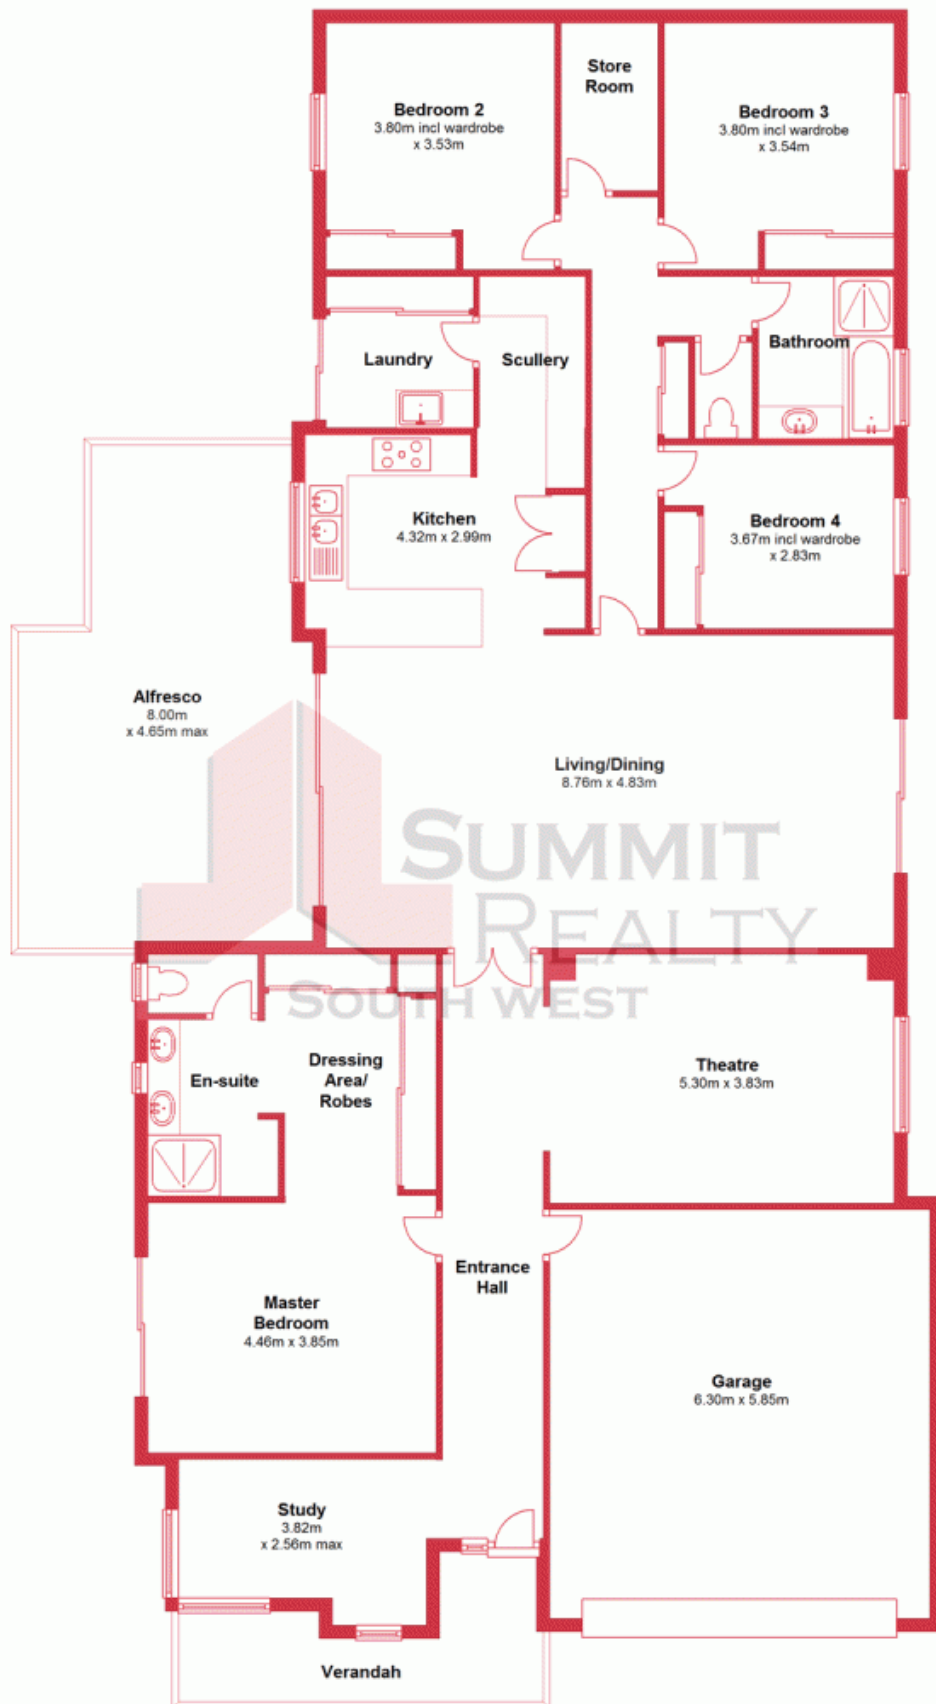 Store
Room
Bedroom 2
3.80m incl wardrobe
x 3.53m
Bedroom 3
3.80m incl wardrobe
x 3.54m
Laundry
Scullery
Bathroom
Kitchen
4.32m x 2.99m
Bedroom 4
3.67m incl wardrobe
x 2.83m
Alfresco
8.00m
x 4.65m max
Living/Dining
8.76m x 4.83m
SUMMIT
REALTY
SOUTH WEST
En-suite
Dressing
Area/
Robes
Theatre
5.30m x 3.83m
Entrance
Hall
Master
Bedroom
4.46m x 3.85m
Garage
6.30m x 5.85m
Study
3.82m
x 2.56m max
Verandah